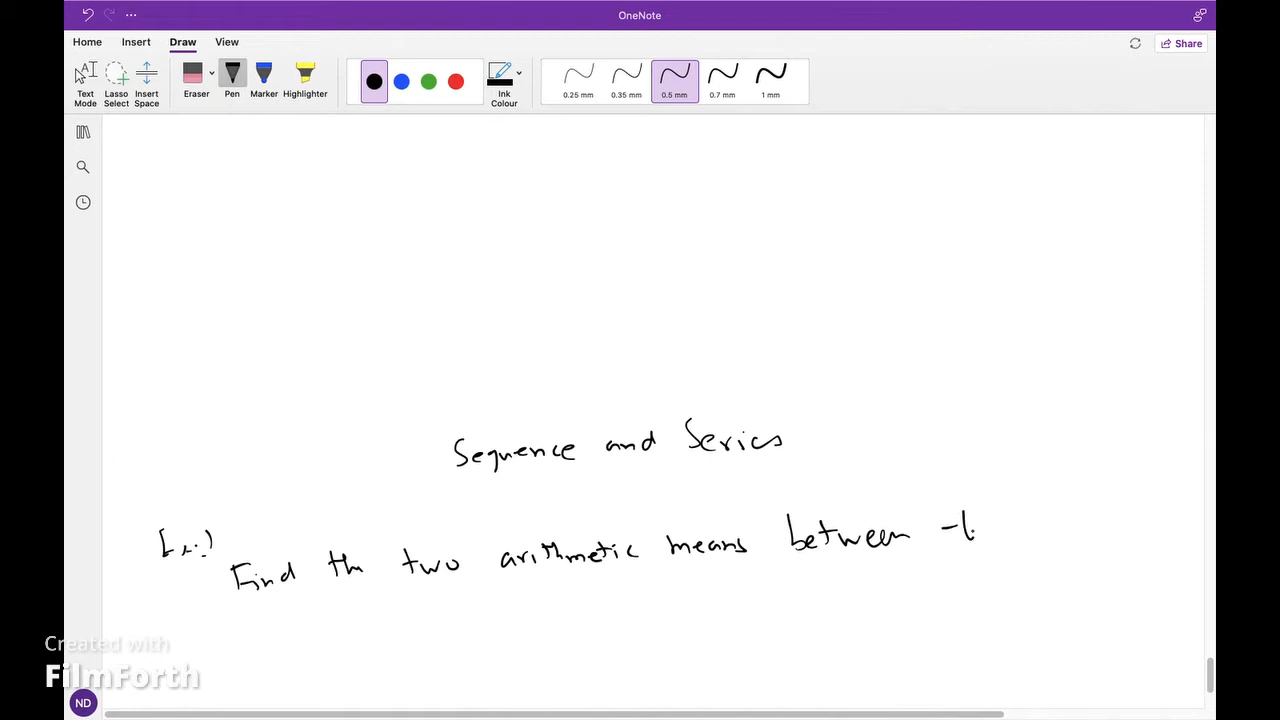 OneNote
Home Insert Draw View
Share
Text Mode
Lasso Select
Insert Space
Eraser
Pen
Marker
Highlighter
Ink Colour
0.25 mm
0.35 mm
0.5 mm
0.7 mm
1 mm
Sequence and Series
Find the two arithmetic means between
Created with
FilmForth
ND